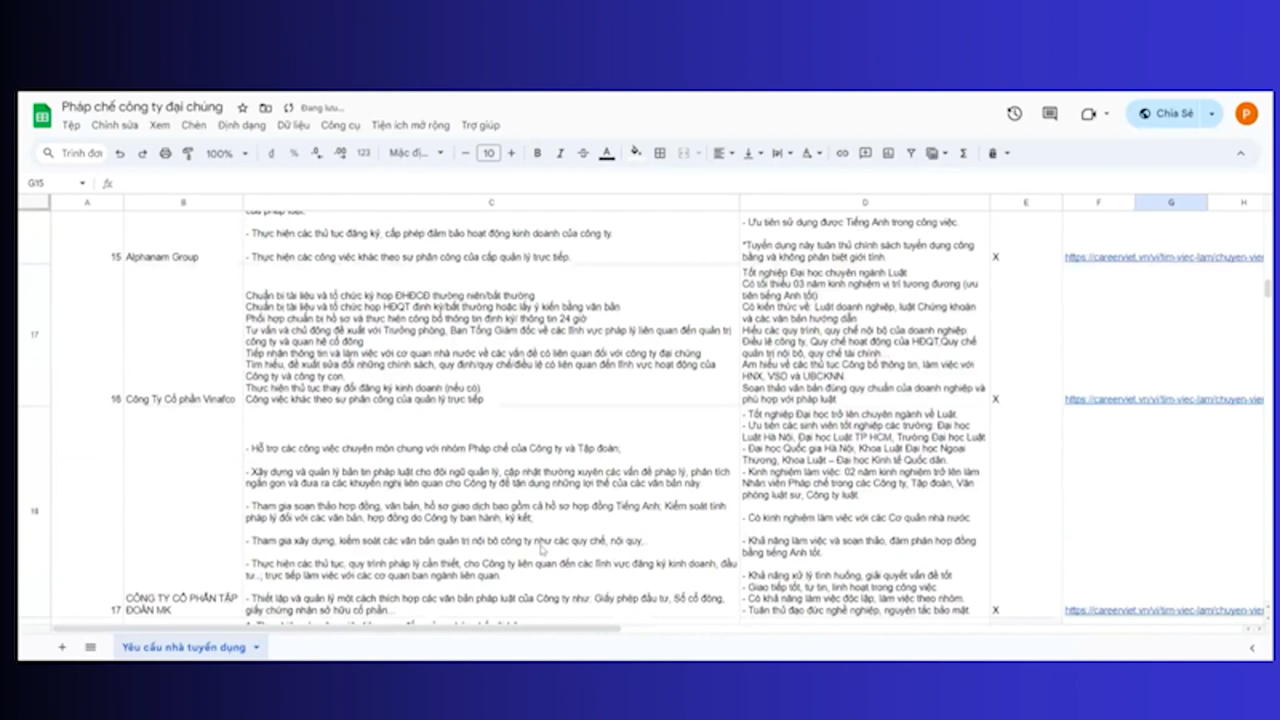 Pháp chế công ty đại chúng
Đang lưu...
Tệp Chỉnh sửa Xem Chèn Định dạng Dữ liệu Công cụ Tiện ích mở rộng Trợ giúp
Chia Sẻ
P
Trình đơ
100%
đ % .0 .00 123
Mặc đị...
10
B I A
G15
fx
A B C D E F G H
của pháp luật.
- Thực hiện các thủ tục đăng ký, cấp phép đảm bảo hoạt động kinh doanh của công ty.
- Thực hiện các công việc khác theo sự phân công của cấp quản lý trực tiếp.
- Ưu tiên sử dụng được Tiếng Anh trong công việc.
*Tuyển dụng này tuân thủ chính sách tuyển dụng công
bằng và không phân biệt giới tính.
15 Alphanam Group
X
https://careerviet.vn/vi/tim-viec-lam/chuyen-vie
17
Chuẩn bị tài liệu và tổ chức kỳ họp ĐHĐCĐ thường niên/bất thường
Chuẩn bị tài liệu và tổ chức họp HĐQT định kỳ/bất thường hoặc lấy ý kiến bằng văn bản
Phối hợp chuẩn bị hồ sơ và thực hiện công bố thông tin định kỳ/ thông tin 24 giờ
Tư vấn và chủ động đề xuất với Trưởng phòng, Ban Tổng Giám đốc về các lĩnh vực pháp lý liên quan đến quản trị
công ty và quan hệ cổ đông
Tiếp nhận thông tin và làm việc với cơ quan nhà nước về các vấn đề có liên quan đối với công ty đại chúng
Tìm hiểu, đề xuất sửa đổi những chính sách, quy định/quy chế/điều lệ có liên quan đến lĩnh vực hoạt động của
Công ty và công ty con.
Thực hiện thủ tục thay đổi đăng ký kinh doanh (nếu có).
Công việc khác theo sự phân công của quản lý trực tiếp
Tốt nghiệp Đại học chuyên ngành Luật
Có tối thiểu 03 năm kinh nghiệm vị trí tương đương (ưu
tiên tiếng Anh tốt)
Có kiến thức về: Luật doanh nghiệp, luật Chứng khoán
và các văn bản hướng dẫn
Hiểu các quy trình, quy chế nội bộ của doanh nghiệp:
Điều lệ công ty, Quy chế hoạt động của HĐQT,Quy chế
quản trị nội bộ, quy chế tài chính...
Am hiểu về các thủ tục Công bố thông tin, làm việc với
HNX, VSD và UBCKNN.
Soạn thảo văn bản đúng quy chuẩn của doanh nghiệp và
phù hợp với pháp luật
16 Công Ty Cổ phần Vinafco
X
https://careerviet.vn/vi/tim-viec-lam/chuyen-vie
18
- Hỗ trợ các công việc chuyên môn chung với nhóm Pháp chế của Công ty và Tập đoàn;
- Xây dựng và quản lý bản tin pháp luật cho đội ngũ quản lý, cập nhật thường xuyên các vấn đề pháp lý, phân tích
ngắn gọn và đưa ra các khuyến nghị liên quan cho Công ty để tận dụng những lợi thế của các văn bản này.
- Tham gia soạn thảo hợp đồng, văn bản, hồ sơ giao dịch bao gồm cả hồ sơ hợp đồng Tiếng Anh; Kiểm soát tính
pháp lý đối với các văn bản, hợp đồng do Công ty ban hành, ký kết;
- Tham gia xây dựng, kiểm soát các văn bản quản trị nội bộ công ty như các quy chế, nội quy,..
- Thực hiện các thủ tục, quy trình pháp lý cần thiết, cho Công ty liên quan đến các lĩnh vực đăng ký kinh doanh, đầu
tư..; trực tiếp làm việc với các cơ quan ban ngành liên quan.
- Thiết lập và quản lý một cách thích hợp các văn bản pháp luật của Công ty như: Giấy phép đầu tư, Sổ cổ đông,
giấy chứng nhận sở hữu cổ phần...
- Tốt nghiệp Đại học trở lên chuyên ngành về Luật.
- Ưu tiên các sinh viên tốt nghiệp các trường: Đại học
Luật Hà Nội, Đại học Luật TP HCM, Trường Đại học Luật
- Đại học Quốc gia Hà Nội, Khoa Luật Đại học Ngoại
Thương, Khoa Luật – Đại học Kinh tế Quốc dân.
- Kinh nghiệm làm việc: 02 năm kinh nghiệm trở lên làm
Nhân viên Pháp chế trong các Công ty, Tập đoàn, Văn
phòng luật sư, Công ty luật
- Có kinh nghiệm làm việc với các Cơ quan nhà nước
- Khả năng làm việc và soạn thảo, đàm phán hợp đồng
bằng tiếng Anh tốt.
- Khả năng xử lý tình huống, giải quyết vấn đề tốt
- Giao tiếp tốt, tự tin, linh hoạt trong công việc
- Có khả năng làm việc độc lập, làm việc theo nhóm.
- Tuân thủ đạo đức nghề nghiệp, nguyên tắc bảo mật.
17 CÔNG TY CỔ PHẦN TẬP
ĐOÀN MK
X
https://careerviet.vn/vi/tim-viec-lam/chuyen-vie
Yêu cầu nhà tuyển dụng